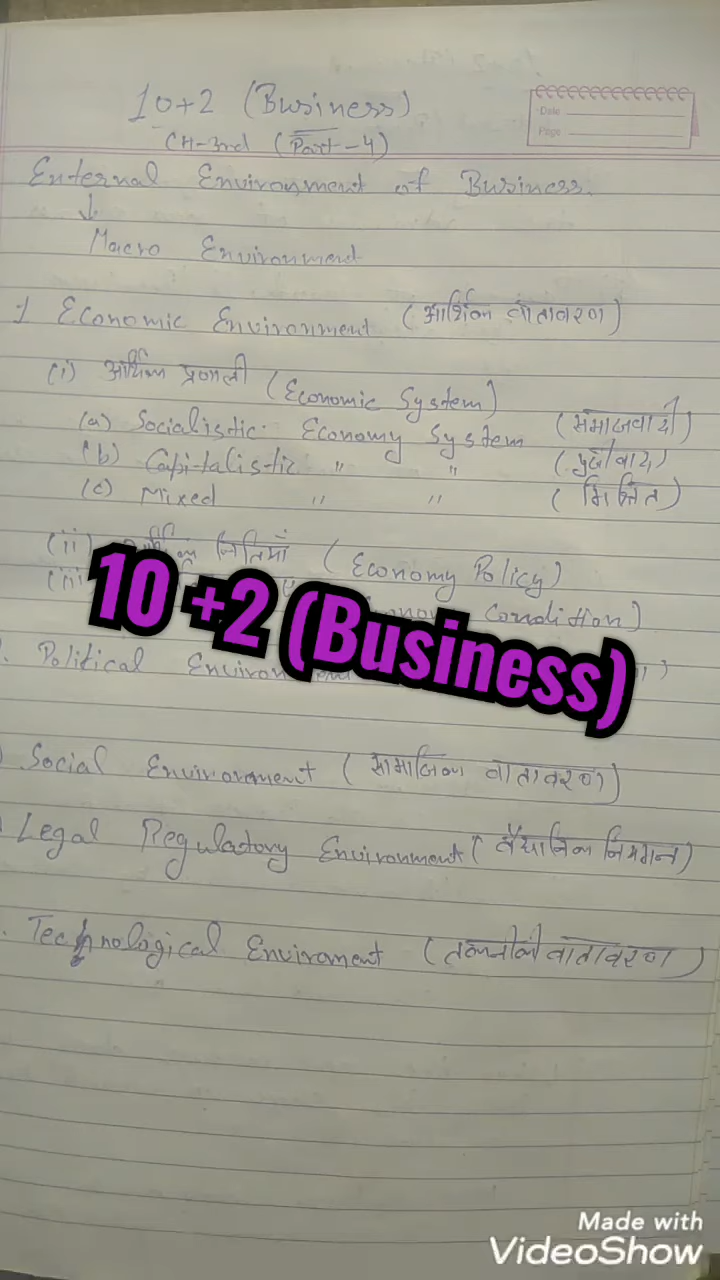 10+2 (Business)
CH-3rd (Part-4)
Date
Page
External Environment of Business.
↓
Macro Environment
1 Economic Environment (आर्थिक वातावरण)
(i) आर्थिक प्रणाली (Economic System)
(a) Socialistic Economy System (समाजवादी)
(b) Capitalistic " " (पुंजीवादी)
(c) Mixed " " (मिश्रित)
(ii) नितियाँ (Economy Policy)
(iii Condition)
10 +2 (Business)
Political
Social Environment (सामाजिक वातावरण)
Legal Regulatory Environment (वैधानिक नियमन)
Technological Enviroment (तकनीकी वातावरण)
Made with
VideoShow